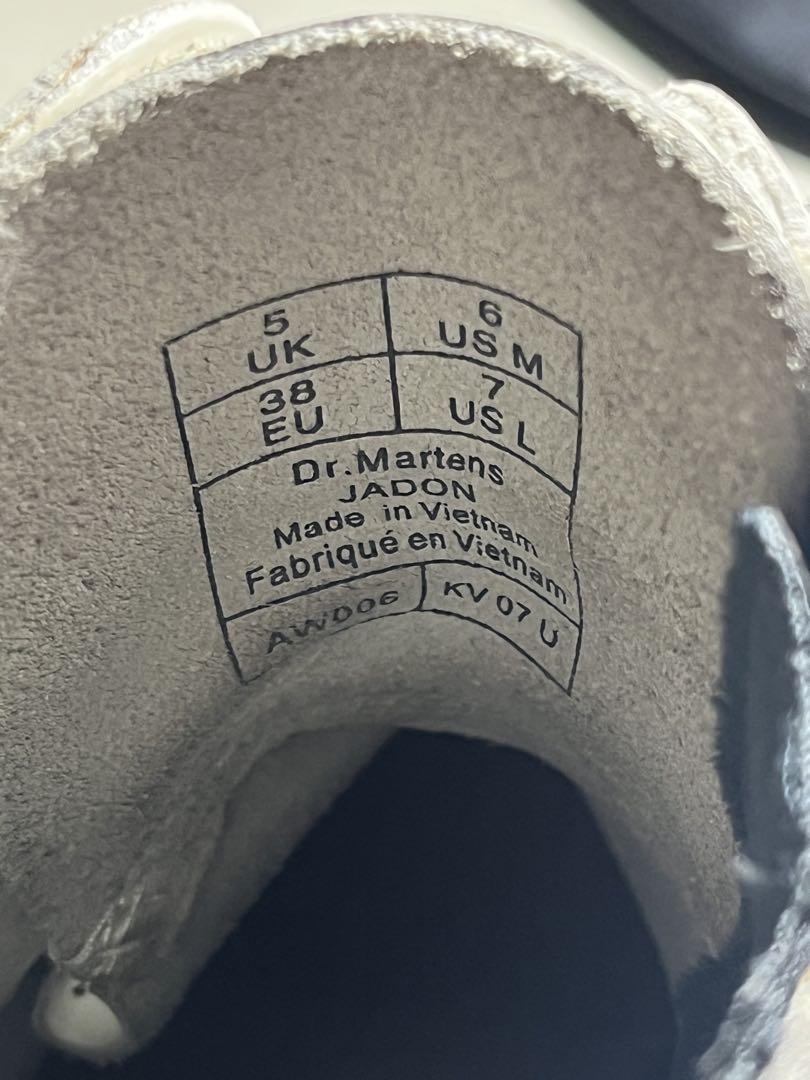 5
UK
6
US M
38
EU
7
US L
Dr. Martens
JADON
Made in Vietnam
Fabriqué en Vietnam
AWD06
KV 07 U